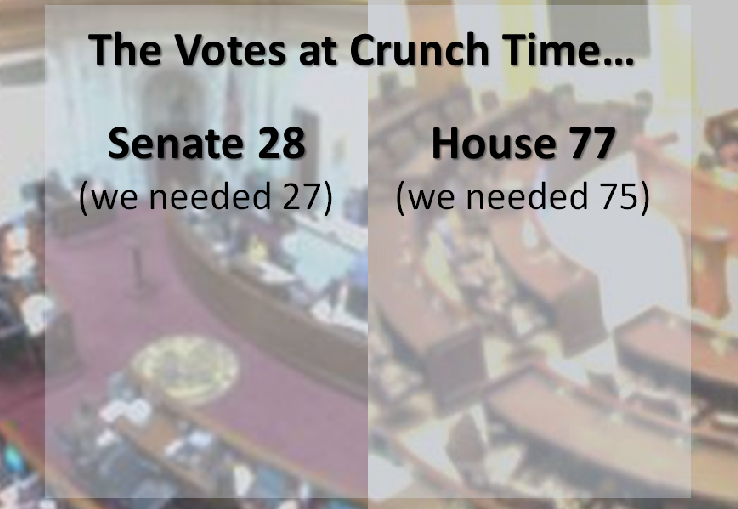 The Votes at Crunch Time…
Senate 28
(we needed 27)
House 77
(we needed 75)